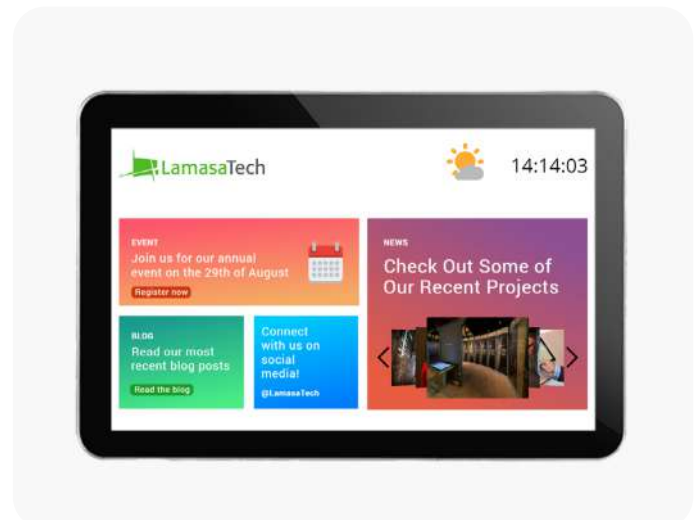 LamasaTech
14:14:03
EVENT
Join us for our annual
event on the 29th of August
Register now
NEWS
Check Out Some of
Our Recent Projects
BLOG
Read our most
recent blog posts
Read the blog
Connect
with us on
social
media!
@LamasaTech